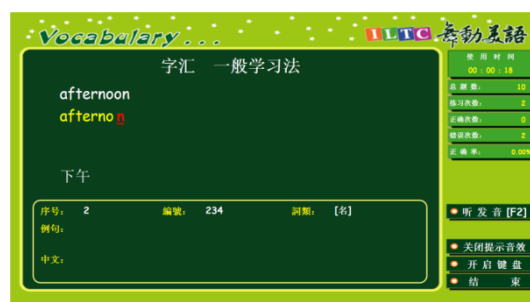 Vocabulary...
ILTC 舞動美語
字汇 一般学习法
afternoon
afternon
下午
序号: 2 編號: 234 詞類: [名]
例句:
中文:
使用时间
00 : 00 : 18
总题数: 10
练习次数: 2
正确次数: 0
错误次数: 2
正确率: 0.00%
听发音 [F2]
关闭提示音效
开启键盘
结束